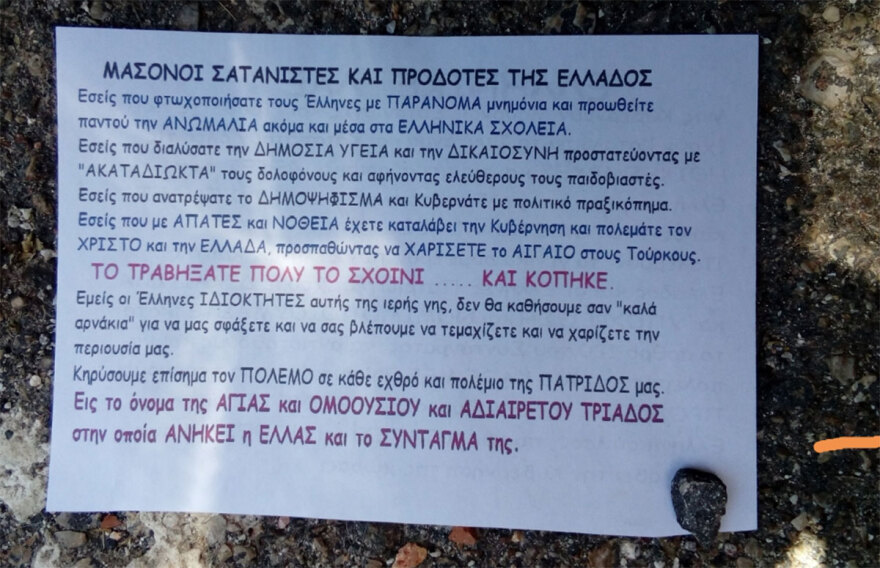 ΜΑΣΟΝΟΙ ΣΑΤΑΝΙΣΤΕΣ ΚΑΙ ΠΡΟΔΟΤΕΣ ΤΗΣ ΕΛΛΑΔΟΣ
Εσείς που φτωχοποιήσατε τους Έλληνες με ΠΑΡΑΝΟΜΑ μνημόνια και προωθείτε
παντού την ΑΝΩΜΑΛΙΑ ακόμα και μέσα στα ΕΛΛΗΝΙΚΑ ΣΧΟΛΕΙΑ.
Εσείς που διαλύσατε την ΔΗΜΟΣΙΑ ΥΓΕΙΑ και την ΔΙΚΑΙΟΣΥΝΗ προστατεύοντας με
"ΑΚΑΤΑΔΙΩΚΤΑ" τους δολοφόνους και αφήνοντας ελεύθερους τους παιδοβιαστές.
Εσείς που ανατρέψατε το ΔΗΜΟΨΗΦΙΣΜΑ και Κυβερνάτε με πολιτικό πραξικόπημα.
Εσείς που με ΑΠΑΤΕΣ και ΝΟΘΕΙΑ έχετε καταλάβει την Κυβέρνηση και πολεμάτε τον
ΧΡΙΣΤΟ και την ΕΛΛΑΔΑ, προσπαθώντας να ΧΑΡΙΣΕΤΕ το ΑΙΓΑΙΟ στους Τούρκους.
ΤΟ ΤΡΑΒΗΞΑΤΕ ΠΟΛΥ ΤΟ ΣΧΟΙΝΙ ..... ΚΑΙ ΚΟΠΗΚΕ.
Εμείς οι Έλληνες ΙΔΙΟΚΤΗΤΕΣ αυτής της ιερής γης, δεν θα καθήσουμε σαν "καλά
αρνάκια" για να μας σφάξετε και να σας βλέπουμε να τεμαχίζετε και να χαρίζετε την
περιουσία μας.
Κηρύσουμε επίσημα τον ΠΟΛΕΜΟ σε κάθε εχθρό και πολέμιο της ΠΑΤΡΙΔΟΣ μας.
Εις το όνομα της ΑΓΙΑΣ και ΟΜΟΟΥΣΙΟΥ και ΑΔΙΑΙΡΕΤΟΥ ΤΡΙΑΔΟΣ
στην οποία ΑΝΗΚΕΙ η ΕΛΛΑΣ και το ΣΥΝΤΑΓΜΑ της.